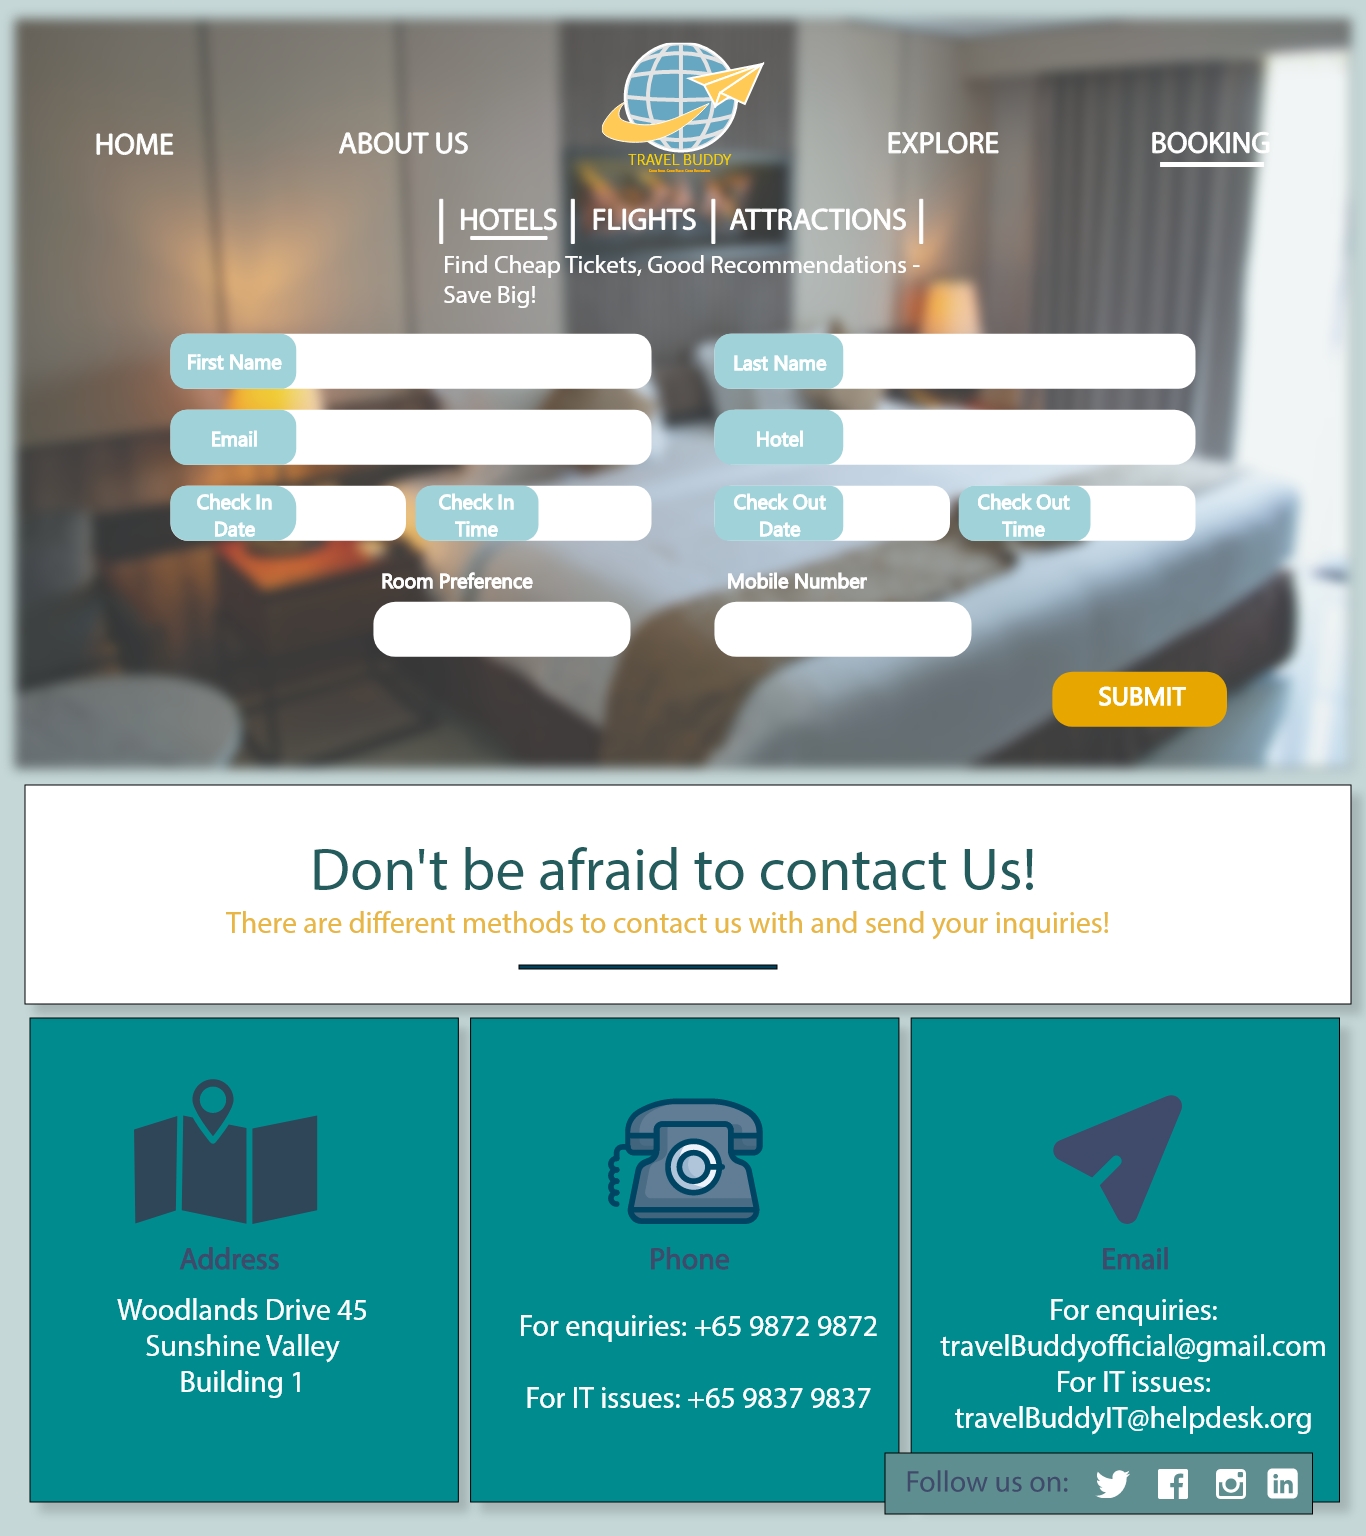 TRAVEL BUDDY
HOME
ABOUT US
EXPLORE
BOOKING
HOTELS
FLIGHTS
ATTRACTIONS
Find Cheap Tickets, Good Recommendations -
Save Big!
First Name
Last Name
Email
Hotel
Check In
Date
Check In
Time
Check Out
Date
Check Out
Time
Room Preference
Mobile Number
SUBMIT
Don't be afraid to contact Us!
There are different methods to contact us with and send your inquiries!
Address
Woodlands Drive 45
Sunshine Valley
Building 1
Phone
For enquiries: +65 9872 9872
For IT issues: +65 9837 9837
Email
For enquiries:
travelBuddyofficial@gmail.com
For IT issues:
travelBuddyIT@helpdesk.org
Follow us on: